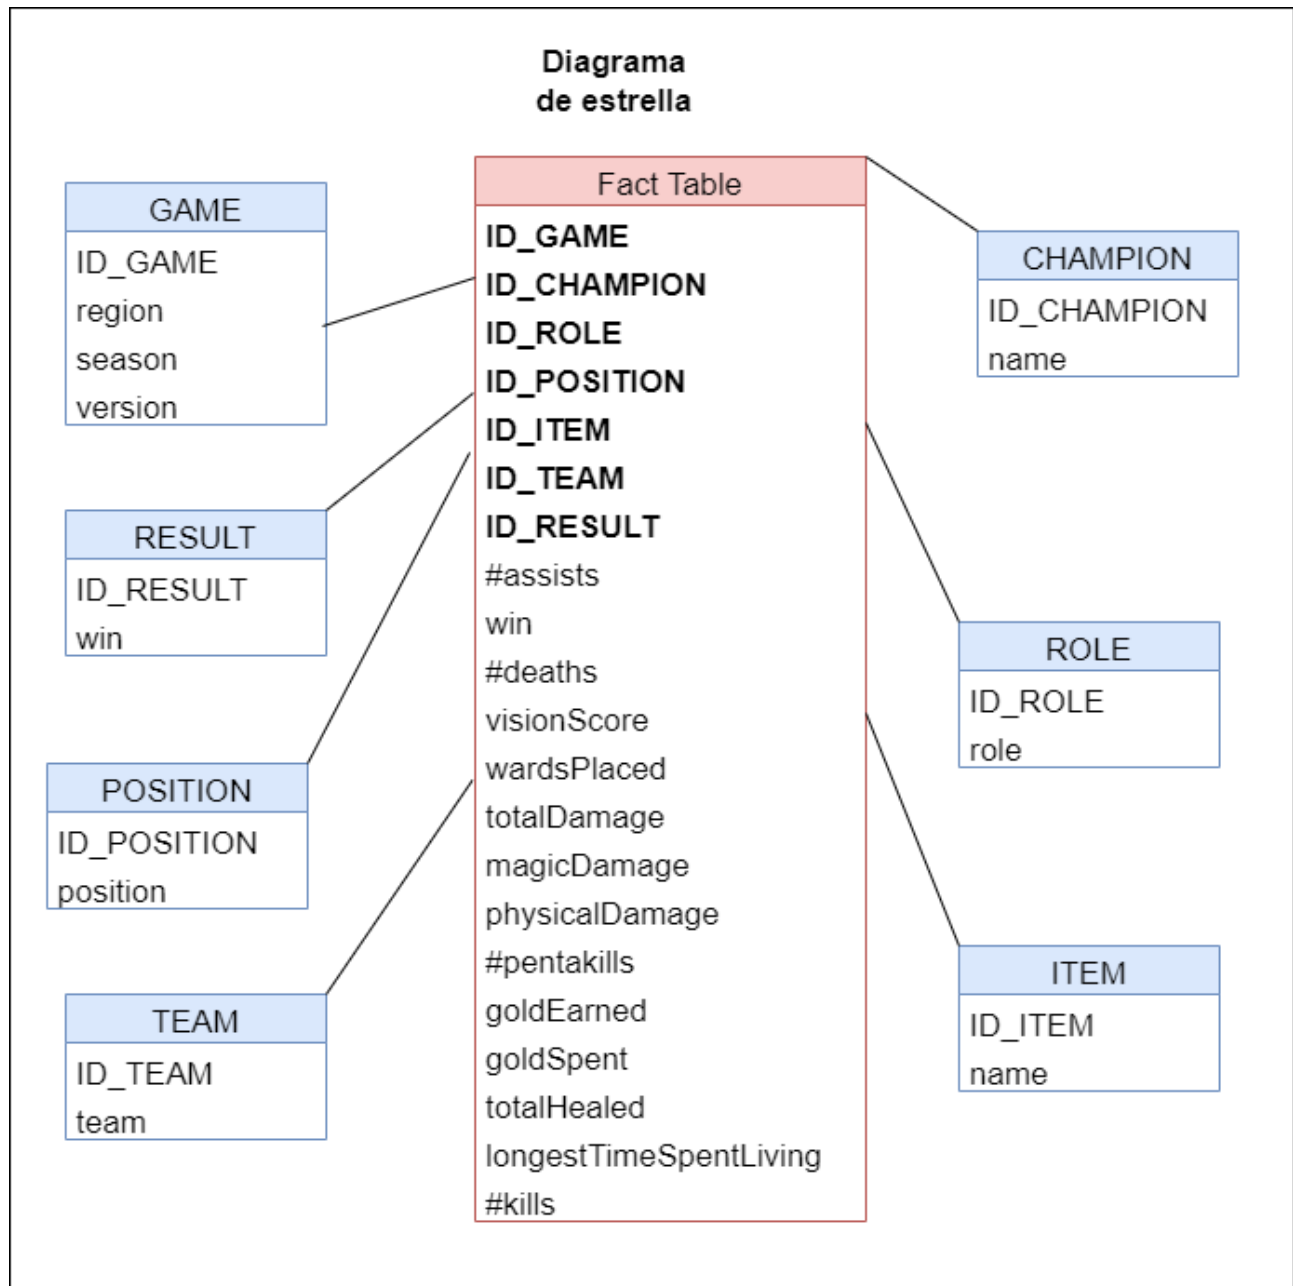 Diagrama
de estrella
GAME
ID_GAME
region
season
version
RESULT
ID_RESULT
win
POSITION
ID_POSITION
position
TEAM
ID_TEAM
team
Fact Table
ID_GAME
ID_CHAMPION
ID_ROLE
ID_POSITION
ID_ITEM
ID_TEAM
ID_RESULT
#assists
win
#deaths
visionScore
wardsPlaced
totalDamage
magicDamage
physicalDamage
#pentakills
goldEarned
goldSpent
totalHealed
longestTimeSpentLiving
#kills
CHAMPION
ID_CHAMPION
name
ROLE
ID_ROLE
role
ITEM
ID_ITEM
name